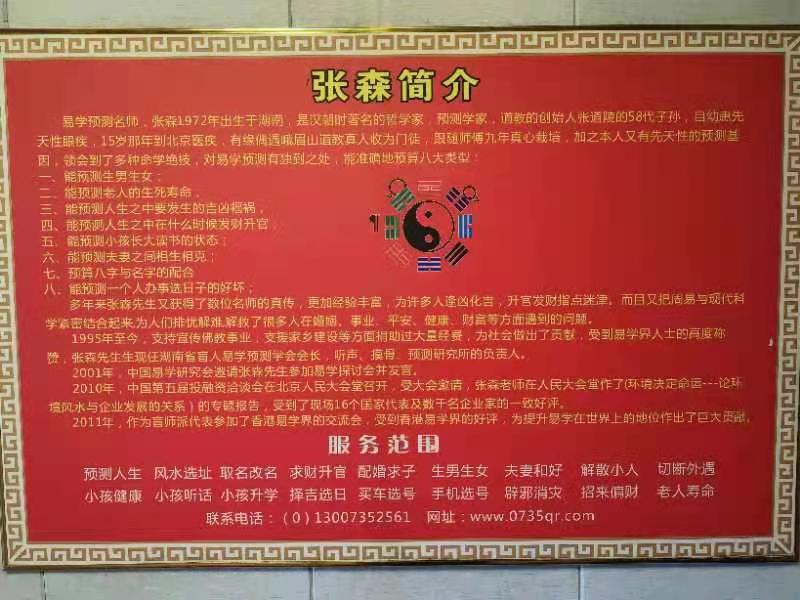 张森简介
易学预测名师，张森1972年出生于湖南，是汉朝时著名的哲学家，预测学家，道教的创始人张道陵的58代子孙，自幼患先
天性眼疾，15岁那年到北京医疾，有缘偶遇峨眉山道教真人收为门徒，跟随师傅九年真心栽培，加之本人又有先天性的预测基
因，领会到了多种命学绝技，对易学预测有独到之处，能准确地预算八大类型：
一、能预测生男生女；
二、能预测老人的生死寿命，
三、能预测人生之中要发生的吉凶福祸，
四、能预测人生之中在什么时候发财升官；
五、能预测小孩长大读书的状态；
六、能预测夫妻之间相生相克；
七、预算八字与名字的配合
八、能预测一个人办事选日子的好坏；
多年来张森先生又获得了数位名师的真传，更加经验丰富，为许多人逢凶化吉，升官发财指点迷津。而且又把周易与现代科
学紧密结合起来，为人们排忧解难，解救了很多人在婚姻、事业、平安、健康、财富等方面遇到的问题。
1995年至今，支持宣传佛教事业，支援家乡建设等方面捐助过大量经费，为社会做出了贡献，受到易学界人士的高度称
赞，张森先生生现任湖南省盲人易学预测学会会长，听声、摸骨、预测研究所的负责人。
2001年，中国易学研究会邀请张森先生参加易学探讨会并发言。
2010年，中国第五届投融资洽谈会在北京人民大会堂召开，受大会邀请，张森老师在人民大会堂作了(环境决定命运---论环
境风水与企业发展的关系）的专题报告，受到了现场16个国家代表及数千名企业家的一致好评。
2011年，作为盲师派代表参加了香港易学界的交流会，受到香港易学界的好评，为提升易学在世界上的地位作出了巨大贡献。
服务范围
预测人生 风水选址 取名改名 求财升官 配婚求子 生男生女 夫妻和好 解散小人 切断外遇
小孩健康 小孩听话 小孩升学 择吉选日 买车选号 手机选号 辟邪消灾 招来偏财 老人寿命
联系电话：（0）13007352561 网址：www.0735qr.com